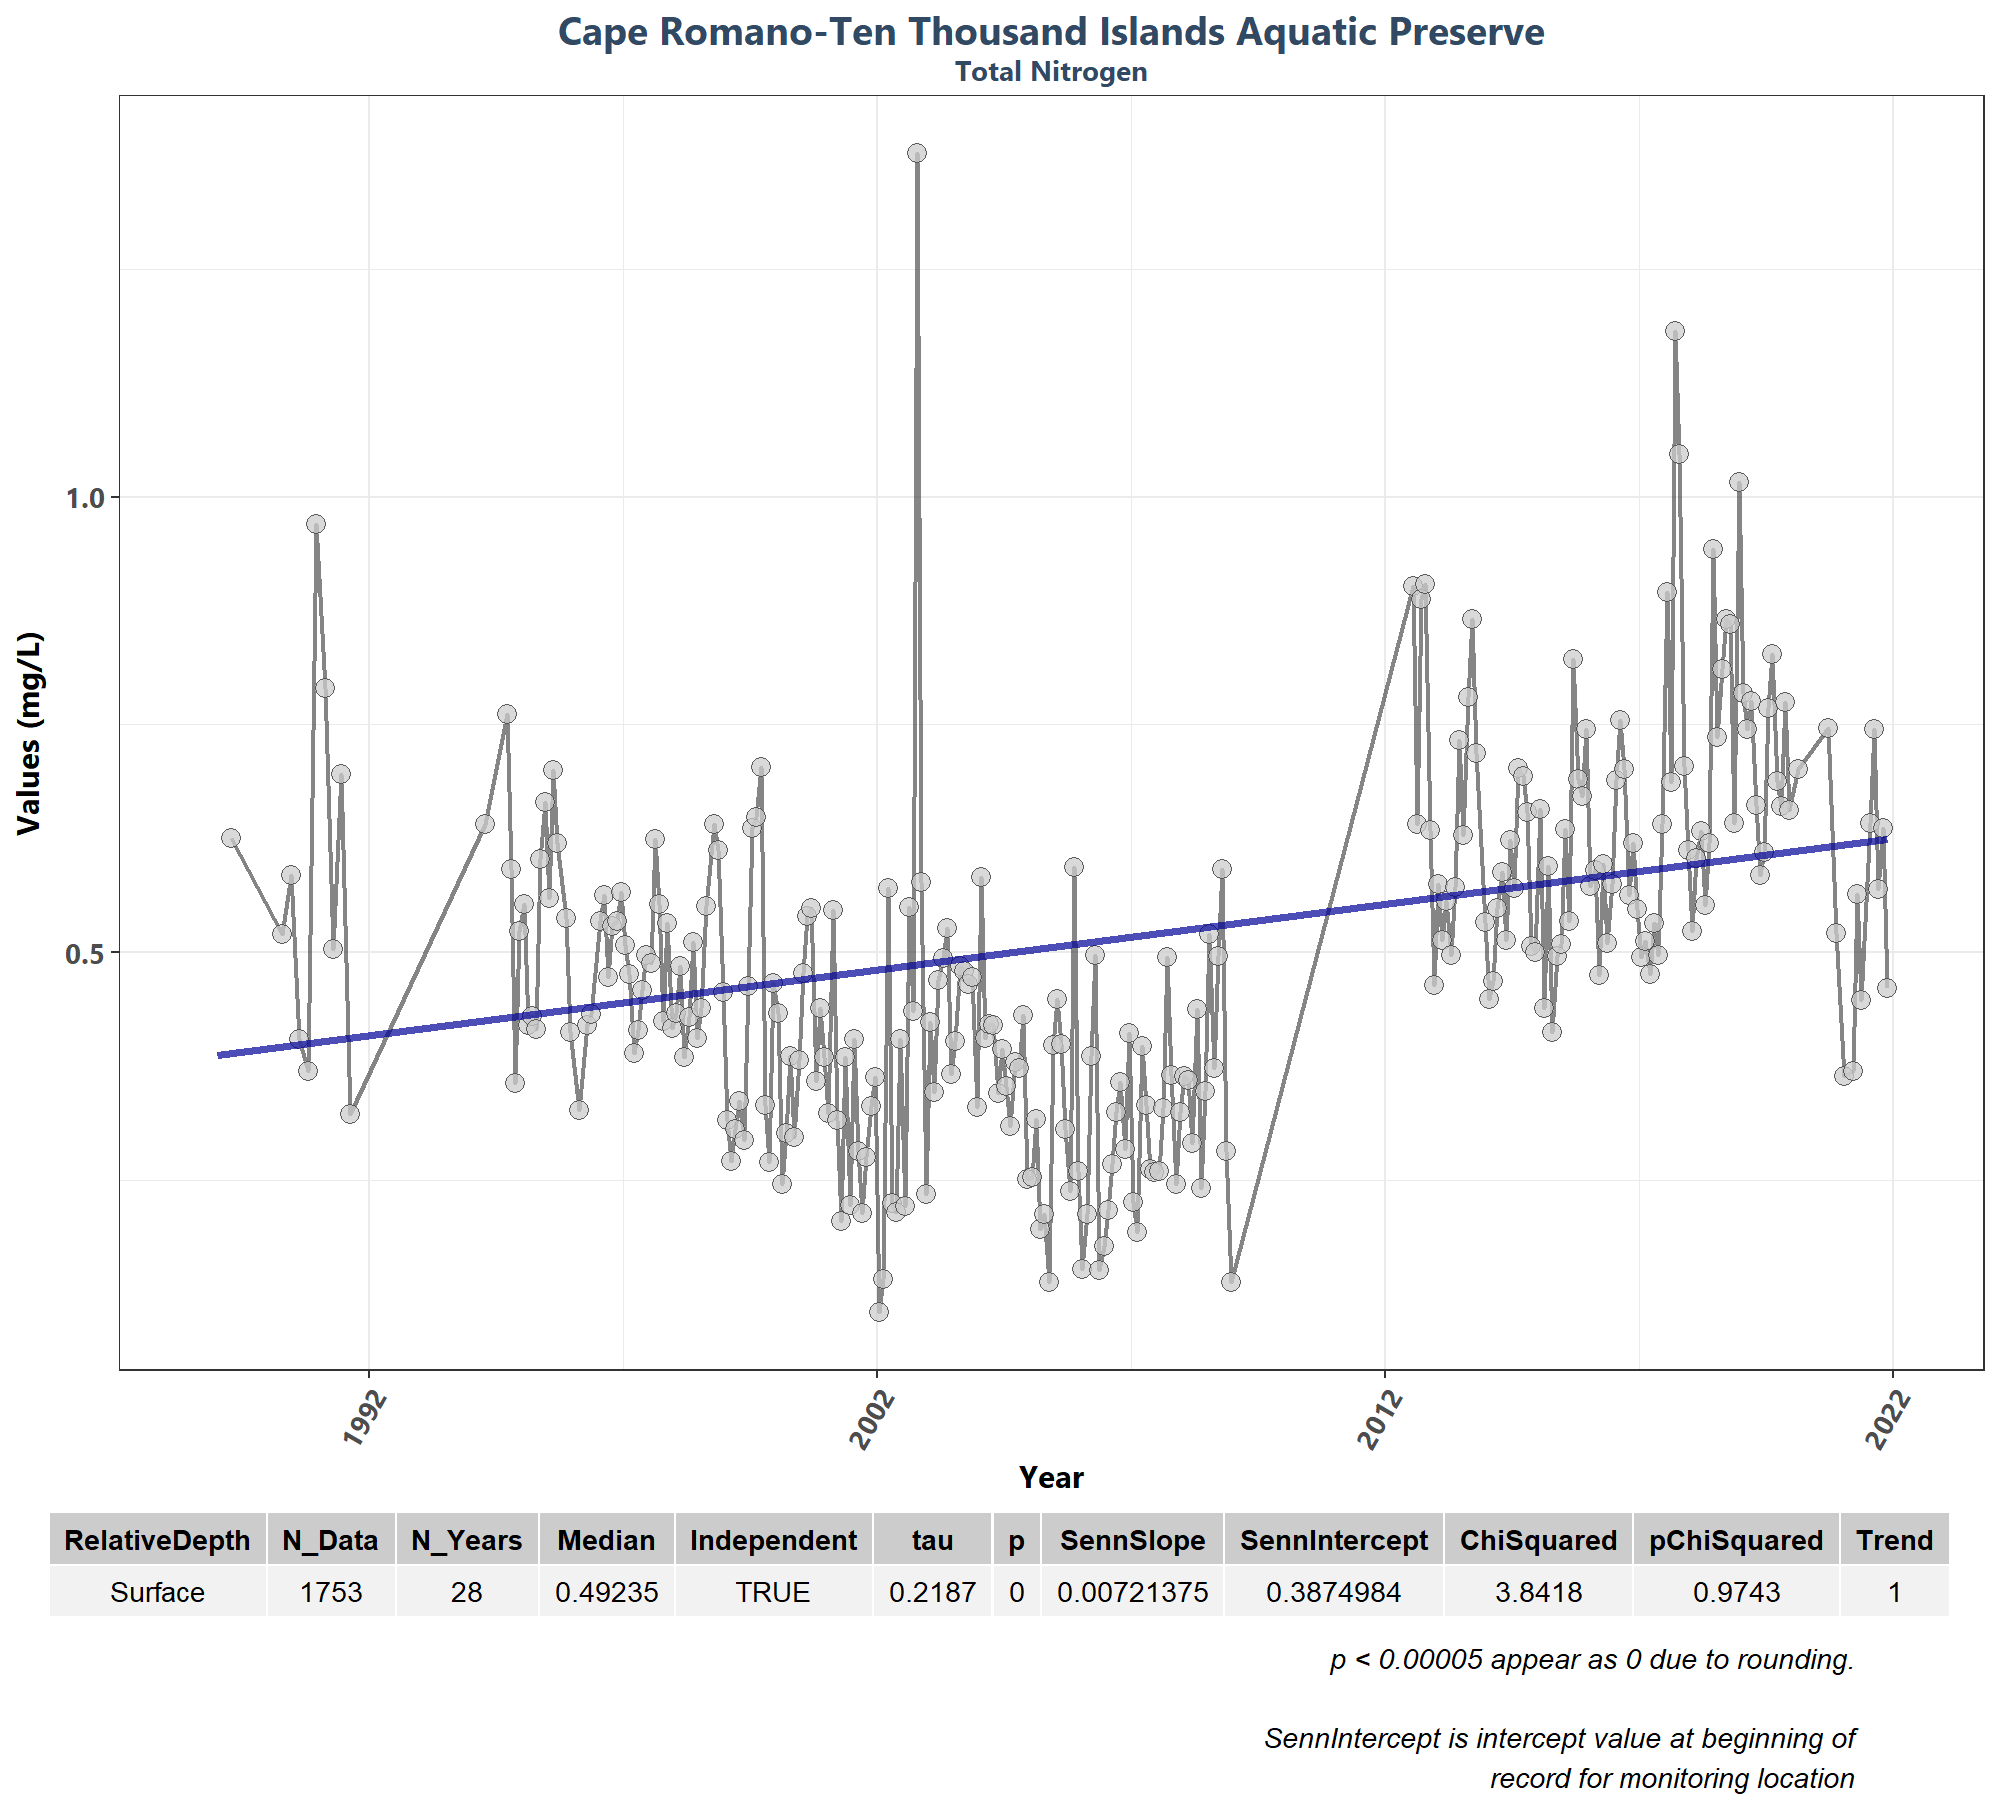 Cape Romano-Ten Thousand Islands Aquatic Preserve
Total Nitrogen
Values (mg/L)
1.0
0.5
1992
2002
2012
2022
Year
RelativeDepth N_Data N_Years Median Independent tau p SennSlope SennIntercept ChiSquared pChiSquared Trend
Surface 1753 28 0.49235 TRUE 0.2187 0 0.00721375 0.3874984 3.8418 0.9743 1
p < 0.00005 appear as 0 due to rounding.
SennIntercept is intercept value at beginning of
record for monitoring location